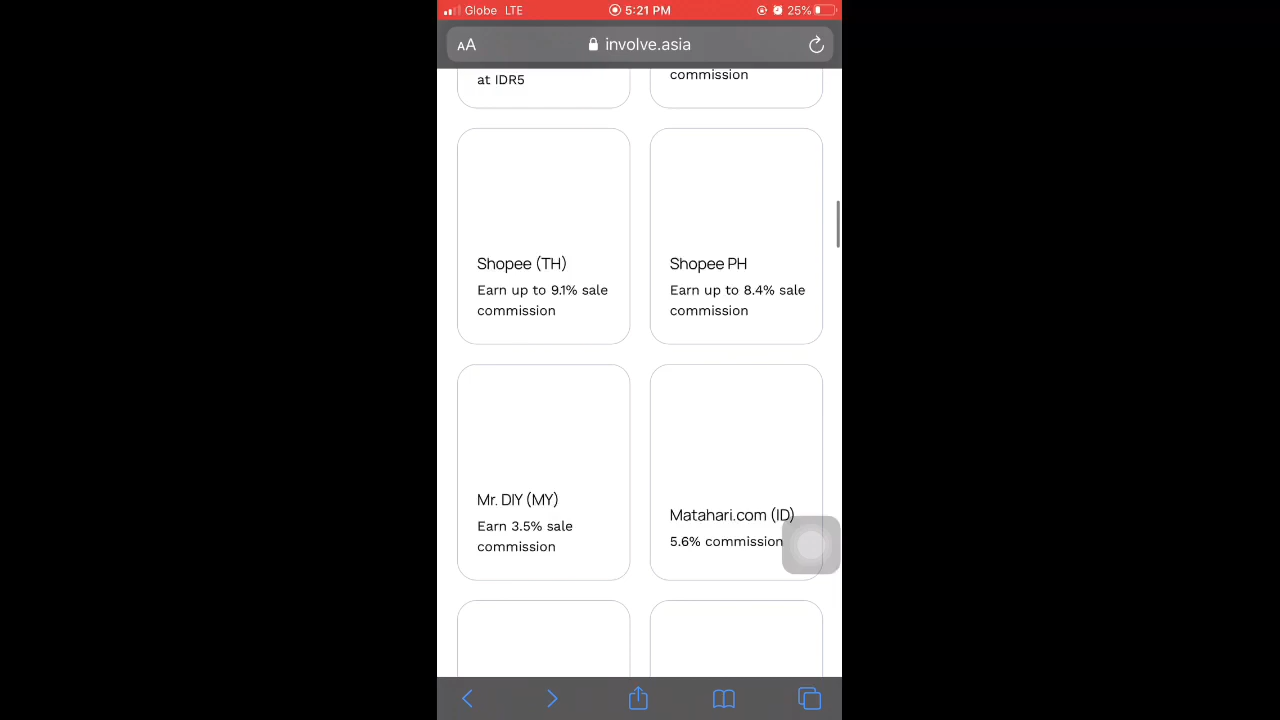 Globe LTE 5:21 PM 25%
AA involve.asia
at IDR5
commission
Shopee (TH)
Earn up to 9.1% sale
commission
Shopee PH
Earn up to 8.4% sale
commission
Mr. DIY (MY)
Earn 3.5% sale
commission
Matahari.com (ID)
5.6% commission